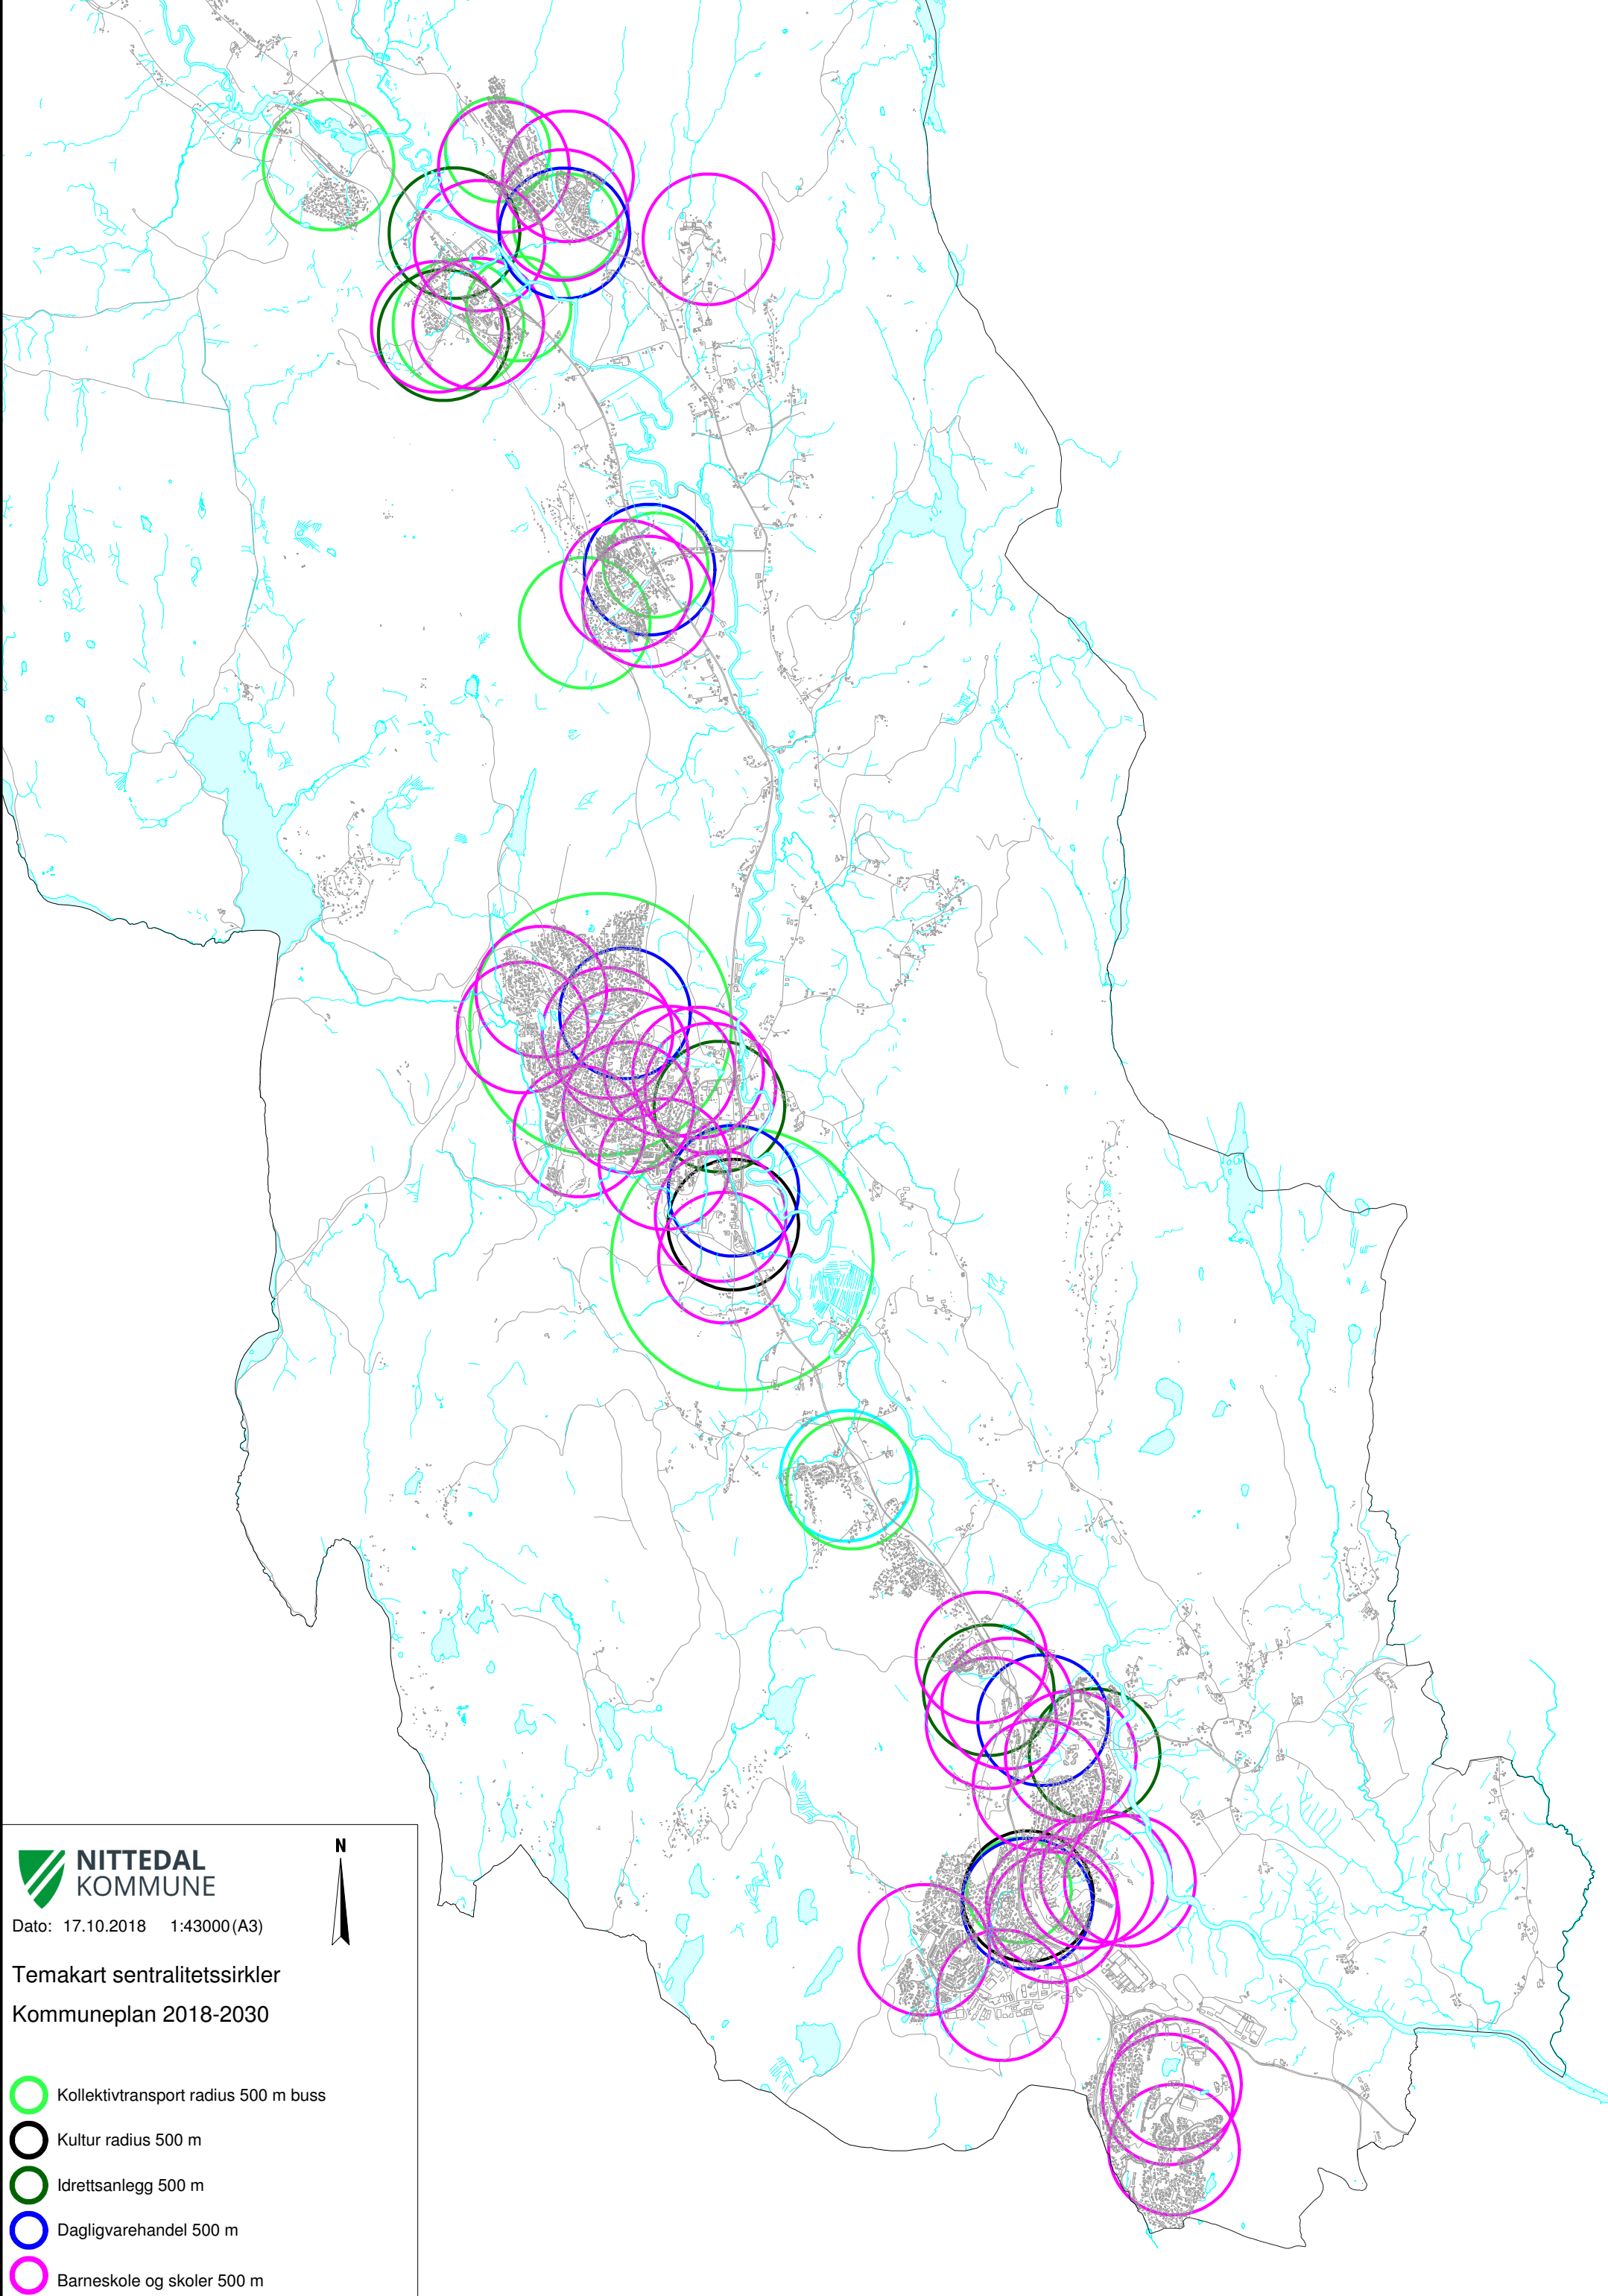 N
NITTEDAL
KOMMUNE
Dato: 17.10.2018 1:43000(A3)
Temakart sentralitetssirkler
Kommuneplan 2018-2030
Kollektivtransport radius 500 m buss
Kultur radius 500 m
Idrettsanlegg 500 m
Dagligvarehandel 500 m
Barneskole og skoler 500 m